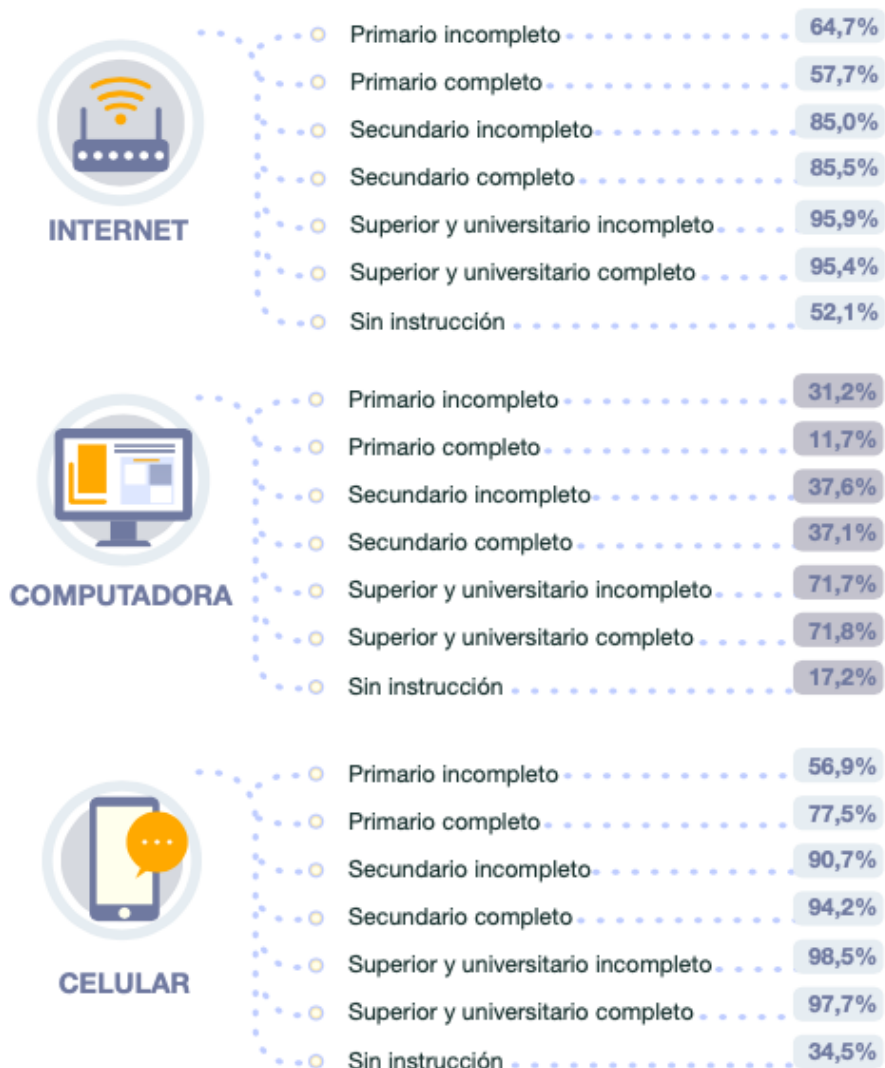 Primario incompleto 64,7%
Primario completo 57,7%
Secundario incompleto 85,0%
Secundario completo 85,5%
INTERNET
Superior y universitario incompleto 95,9%
Superior y universitario completo 95,4%
Sin instrucción 52,1%
Primario incompleto 31,2%
Primario completo 11,7%
Secundario incompleto 37,6%
Secundario completo 37,1%
COMPUTADORA
Superior y universitario incompleto 71,7%
Superior y universitario completo 71,8%
Sin instrucción 17,2%
Primario incompleto 56,9%
Primario completo 77,5%
Secundario incompleto 90,7%
Secundario completo 94,2%
Superior y universitario incompleto 98,5%
CELULAR
Superior y universitario completo 97,7%
Sin instrucción 34,5%